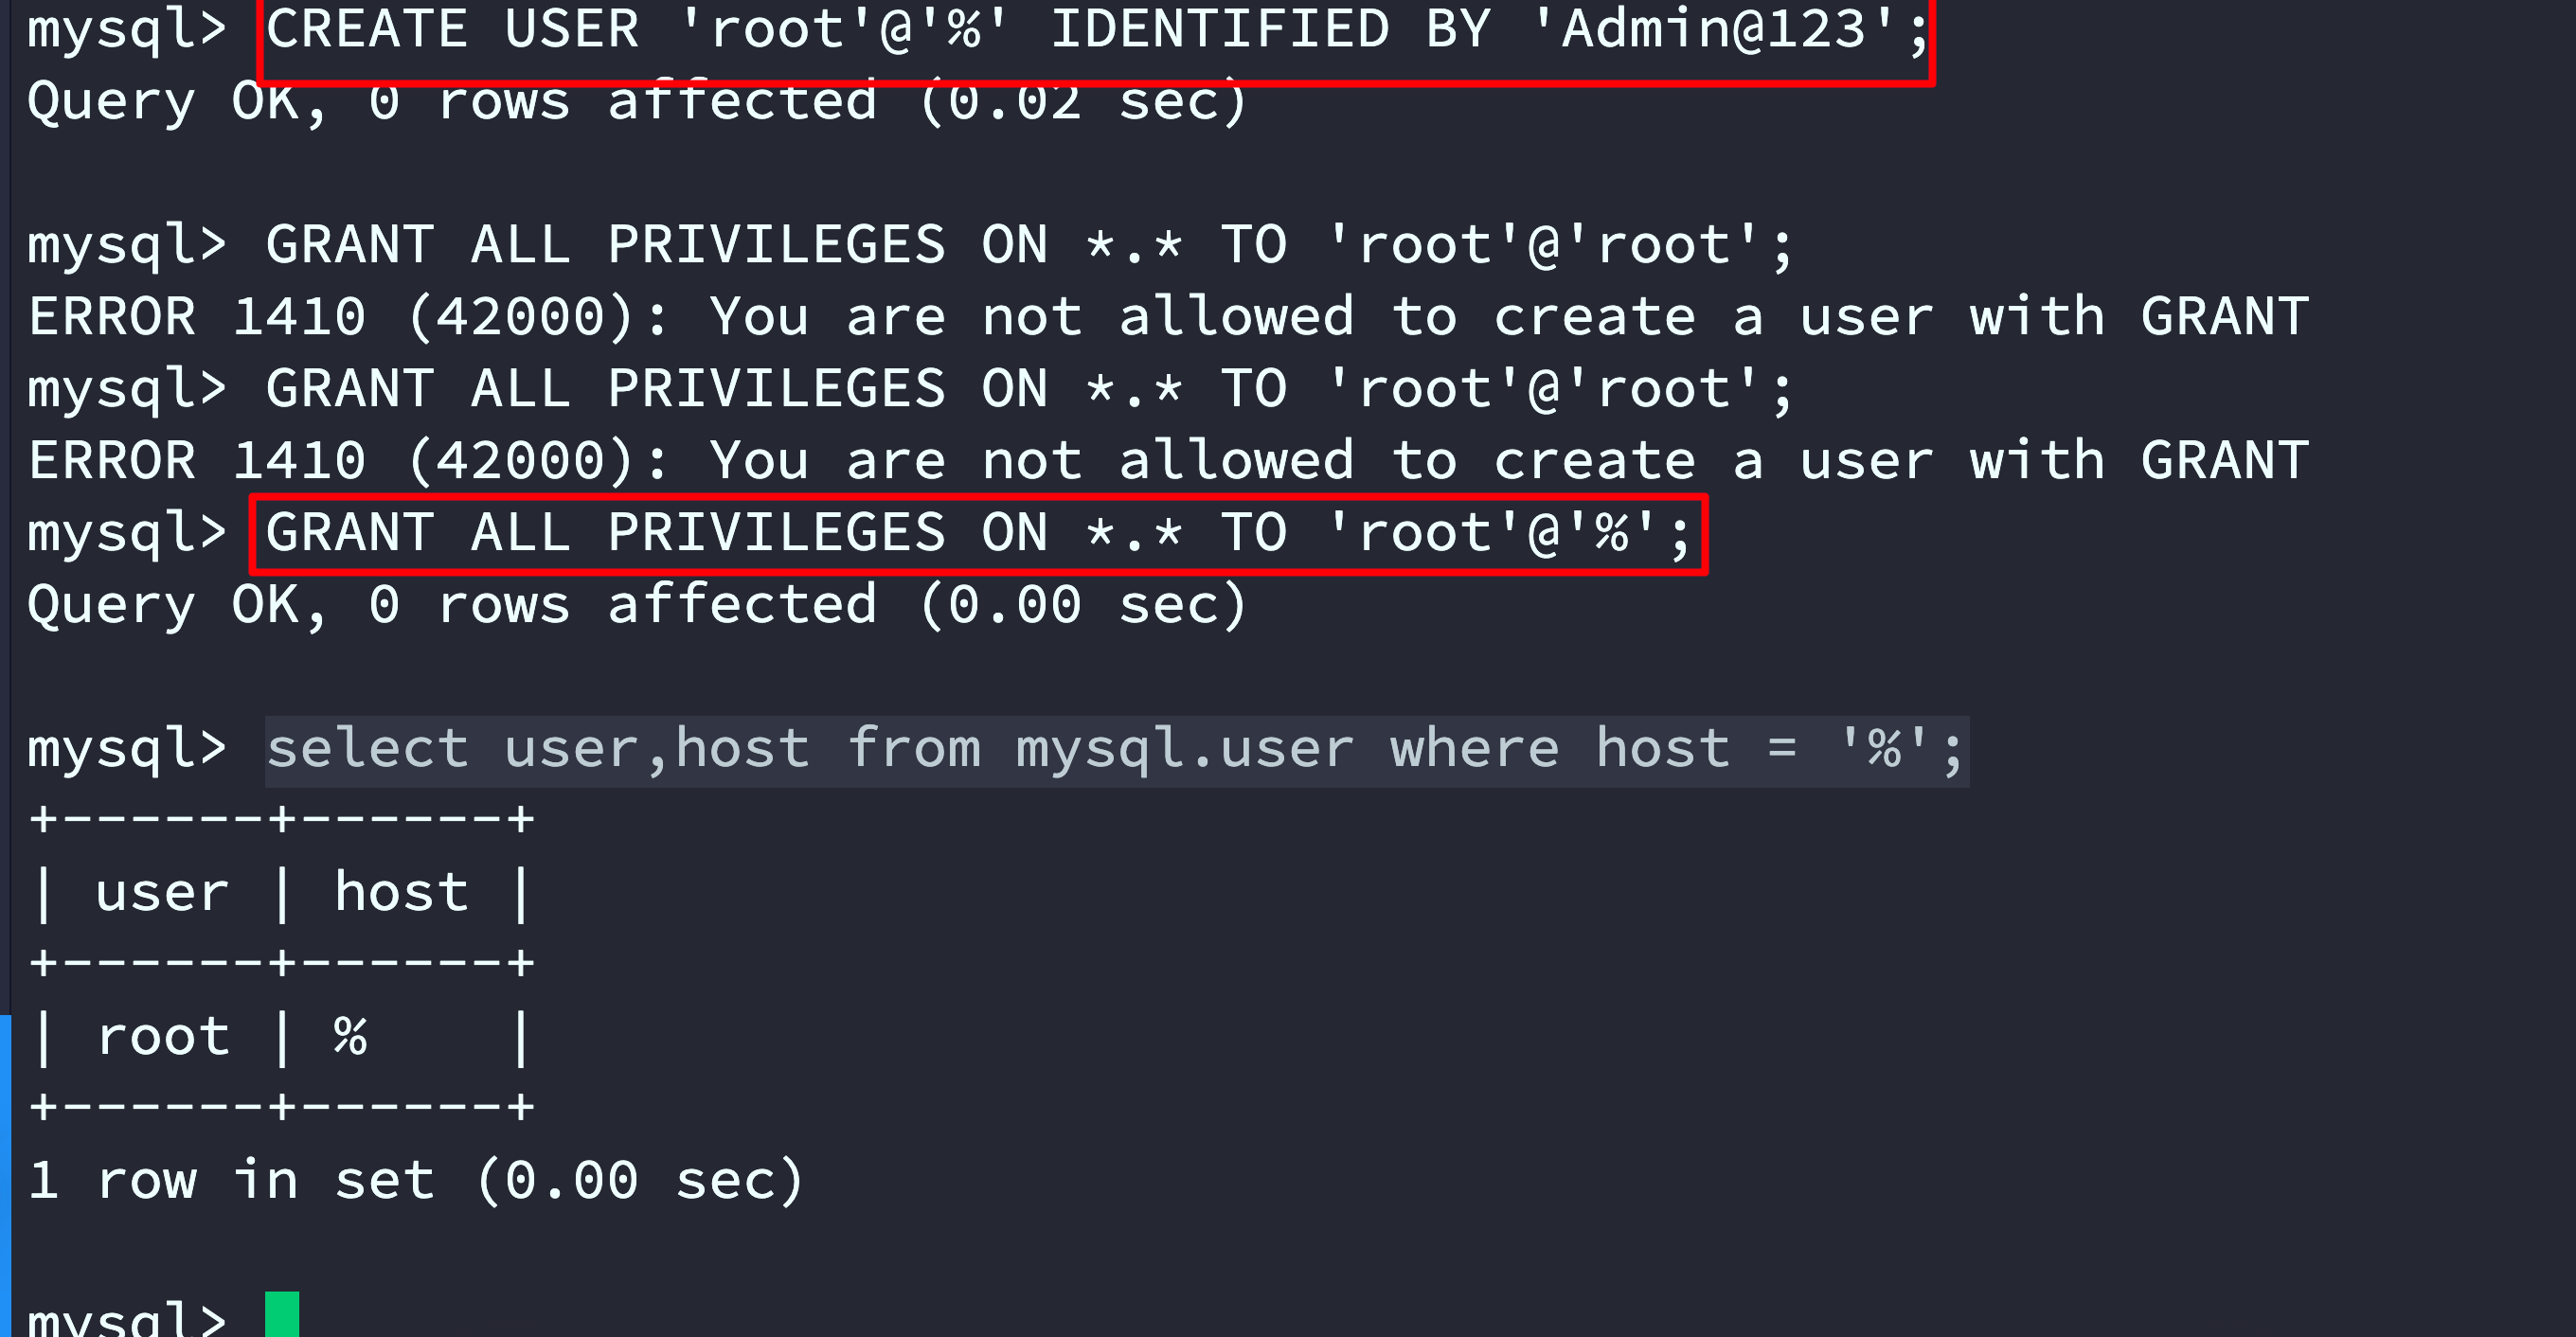 mysql> CREATE USER 'root'@'%' IDENTIFIED BY 'Admin@123';
Query OK, 0 rows affected (0.02 sec)
mysql> GRANT ALL PRIVILEGES ON *.* TO 'root'@'root';
ERROR 1410 (42000): You are not allowed to create a user with GRANT
mysql> GRANT ALL PRIVILEGES ON *.* TO 'root'@'root';
ERROR 1410 (42000): You are not allowed to create a user with GRANT
mysql> GRANT ALL PRIVILEGES ON *.* TO 'root'@'%';
Query OK, 0 rows affected (0.00 sec)
mysql> select user,host from mysql.user where host = '%';
+------+------+
| user | host |
+------+------+
| root | %    |
+------+------+
1 row in set (0.00 sec)
mysql>